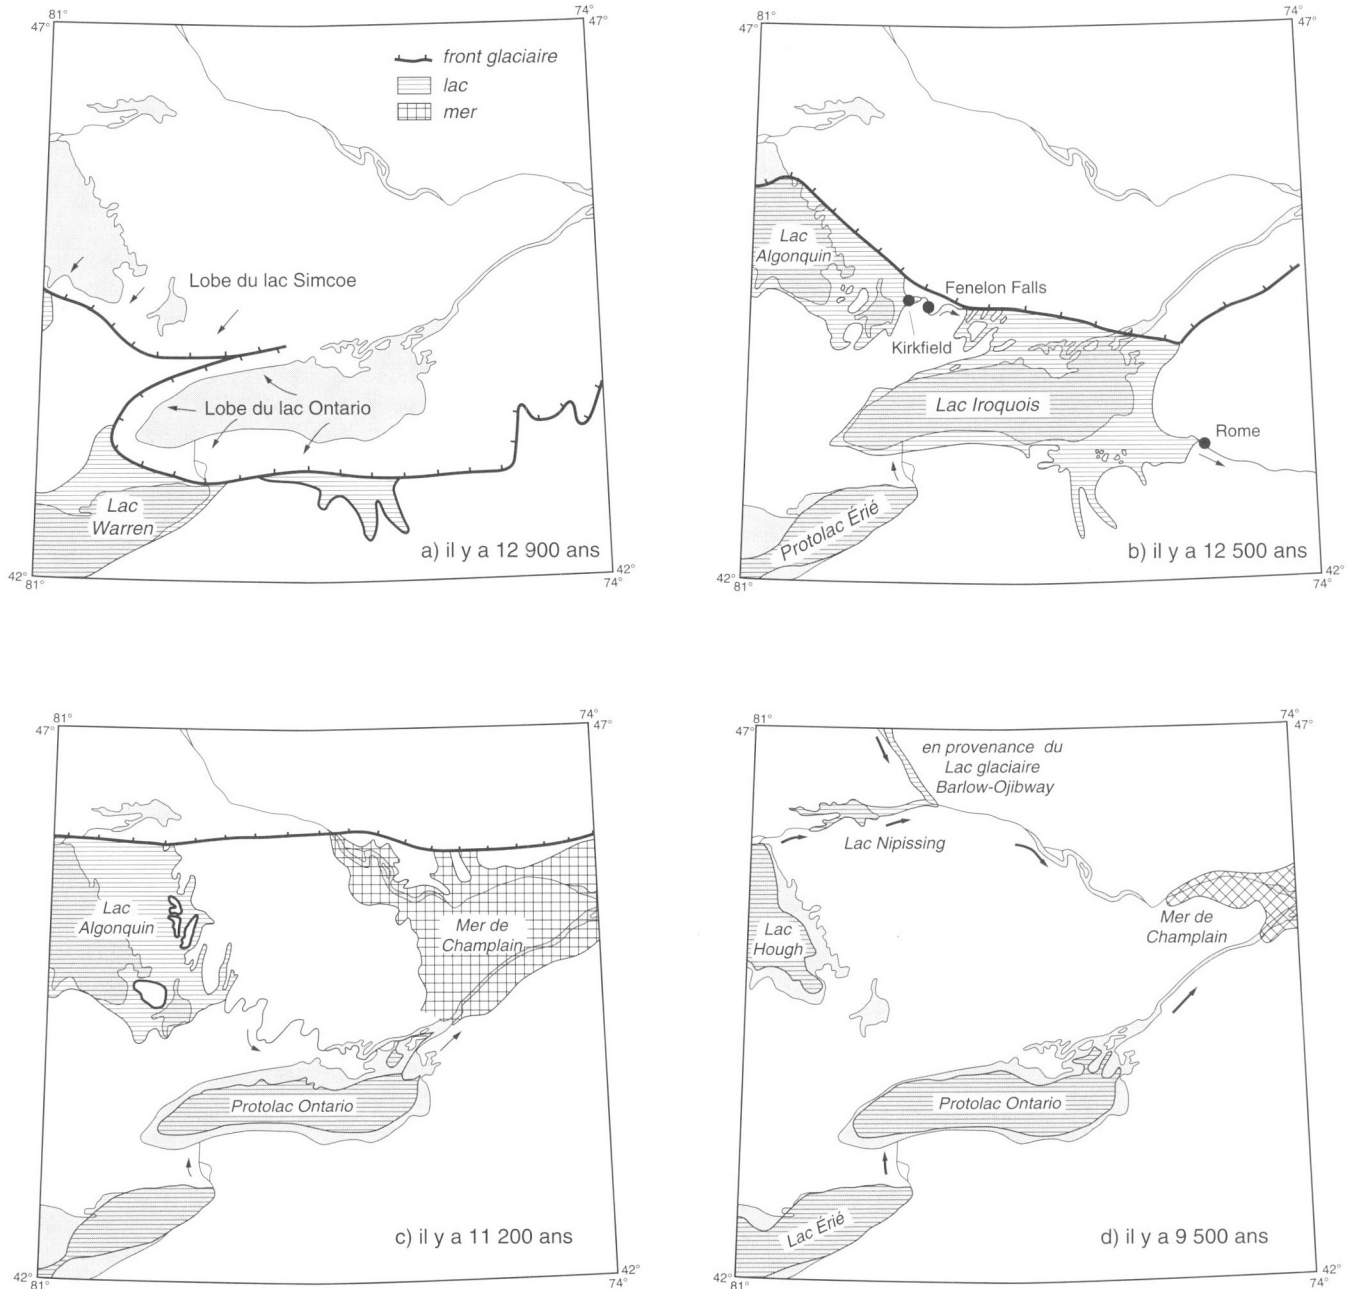 81°
74°
47°
47°
front glaciaire
lac
mer
Lobe du lac Simcoe
Lobe du lac Ontario
Lac
Warren
a) il y a 12 900 ans
42°
81°
74°
42°
81°
74°
47°
47°
Lac
Algonquin
Fenelon Falls
Kirkfield
Lac Iroquois
Rome
Protolac Érié
b) il y a 12 500 ans
42°
81°
74°
42°
81°
74°
47°
47°
Lac
Algonquin
Mer de
Champlain
Protolac Ontario
c) il y a 11 200 ans
42°
81°
74°
42°
81°
74°
47°
47°
en provenance du
Lac glaciaire
Barlow-Ojibway
Lac Nipissing
Lac
Hough
Mer de
Champlain
Protolac Ontario
Lac Érié
d) il y a 9 500 ans
42°
81°
74°
42°